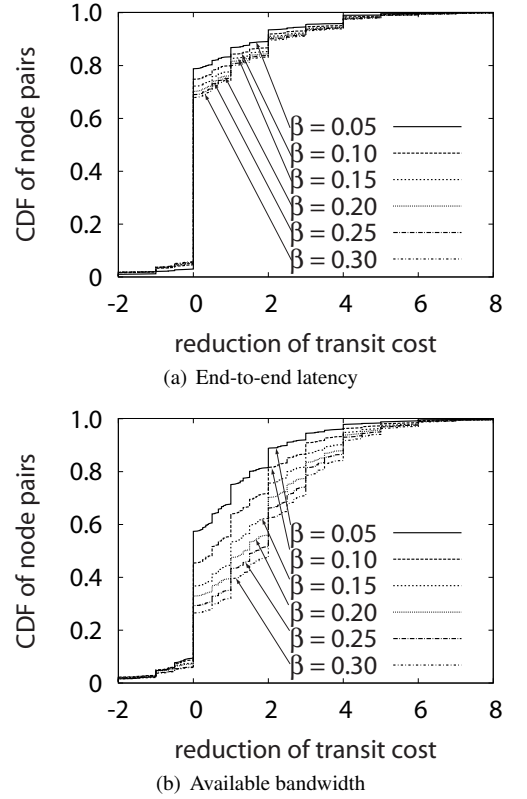 1.0
0.8
0.6
0.4
0.2
0
CDF of node pairs
β = 0.05
β = 0.10
β = 0.15
β = 0.20
β = 0.25
β = 0.30
-2 0 2 4 6 8
reduction of transit cost
(a) End-to-end latency
1.0
0.8
0.6
0.4
0.2
0
CDF of node pairs
β = 0.05
β = 0.10
β = 0.15
β = 0.20
β = 0.25
β = 0.30
-2 0 2 4 6 8
reduction of transit cost
(b) Available bandwidth